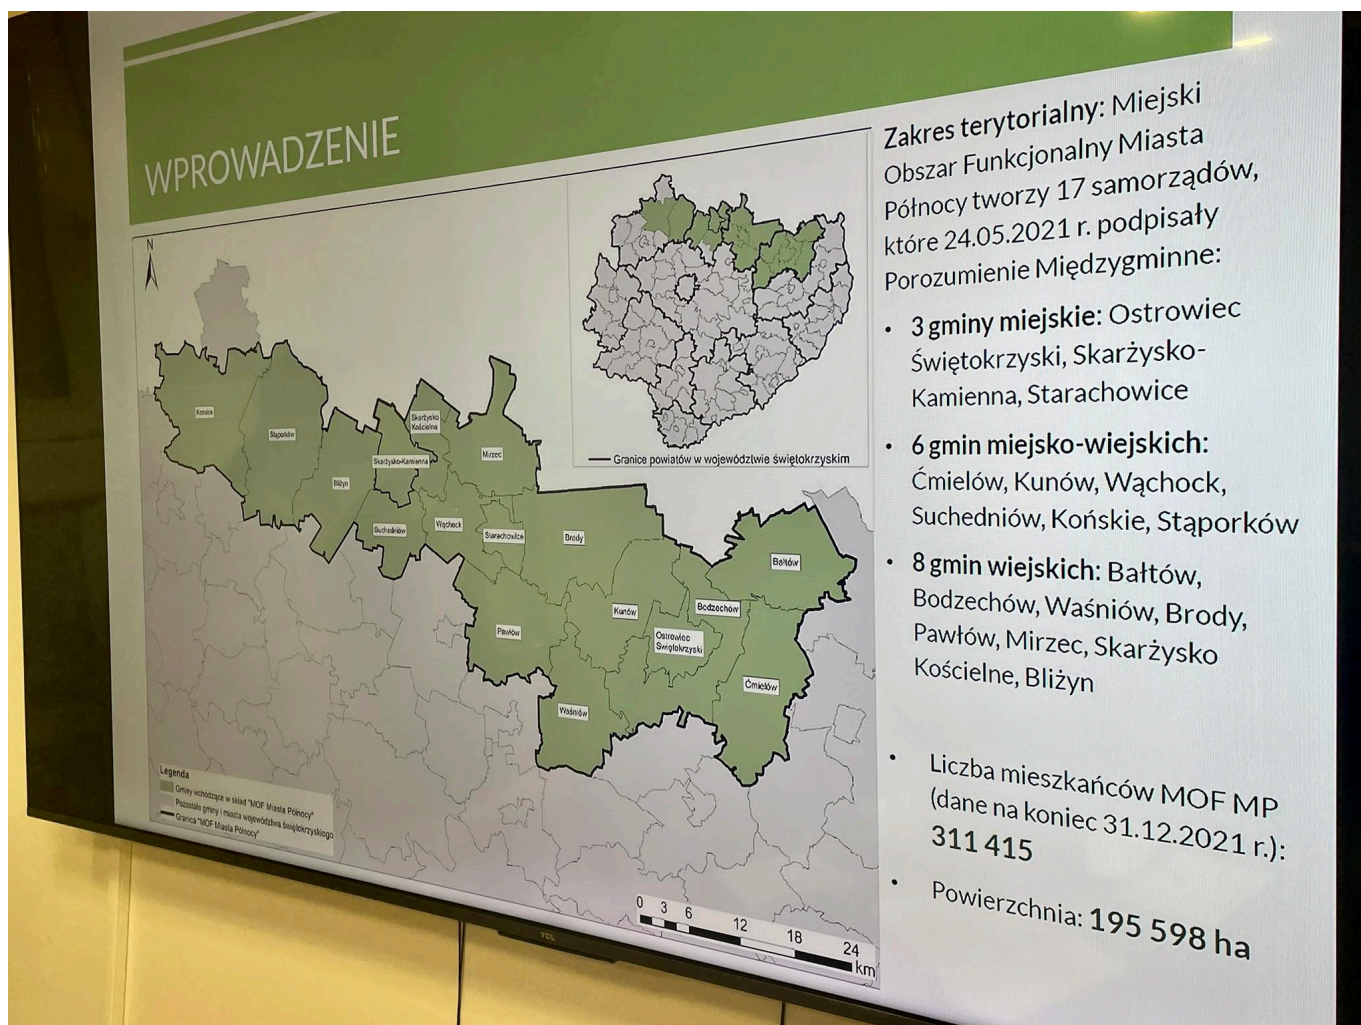 WPROWADZENIE
Zakres terytorialny: Miejski
Obszar Funkcjonalny Miasta
Północy tworzy 17 samorządów,
które 24.05.2021 r. podpisały
Porozumienie Międzygminne:
• 3 gminy miejskie: Ostrowiec
Świętokrzyski, Skarżysko-
Kamienna, Starachowice
• 6 gmin miejsko-wiejskich:
Ćmielów, Kunów, Wąchock,
Suchedniów, Końskie, Stąporków
• 8 gmin wiejskich: Bałtów,
Bodzechów, Waśniów, Brody,
Pawłów, Mirzec, Skarżysko
Kościelne, Bliżyn
• Liczba mieszkańców MOF MP
(dane na koniec 31.12.2021 r.):
311 415
• Powierzchnia: 195 598 ha
N
Końskie
Stąporków
Bliżyn
Skarżysko
Kościelne
Skarżysko-Kamienna
Mirzec
Suchedniów
Wąchock
Starachowice
Brody
Bałtów
Kunów
Bodzechów
Pawłów
Ostrowiec
Świętokrzyski
Ćmielów
Waśniów
Granice powiatów w województwie świętokrzyskim
Legenda
Gminy wchodzące w skład "MOF Miasta Północy"
Pozostałe gminy i miasta województwa świętokrzyskiego
Granica "MOF Miasta Północy"
0 3 6 12 18 24
km
TCL